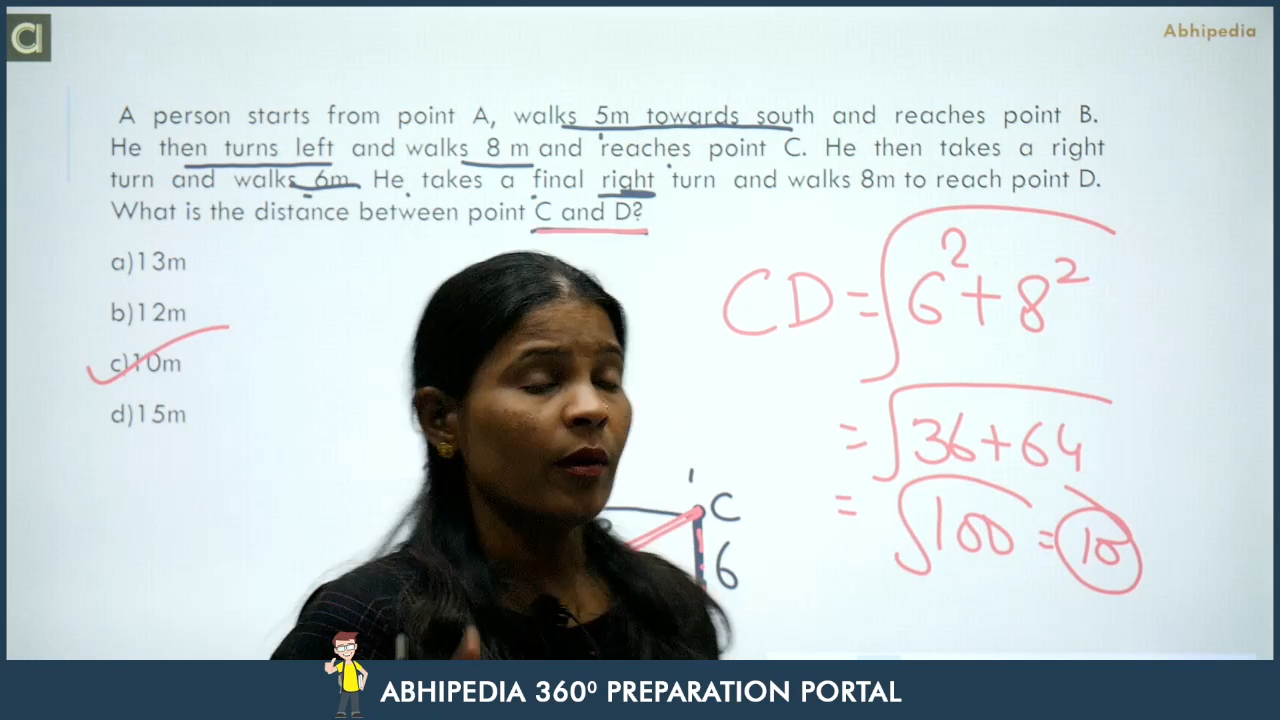 a
Abhipedia
A person starts from point A, walks 5m towards south and reaches point B.
He then turns left and walks 8 m and reaches point C. He then takes a right
turn and walks 6m. He takes a final right turn and walks 8m to reach point D.
What is the distance between point C and D?
a)13m
b)12m
c)10m
d)15m
CD = √6² + 8²
= √36+64
= √100 = 10
C
6
ABHIPEDIA 360⁰ PREPARATION PORTAL